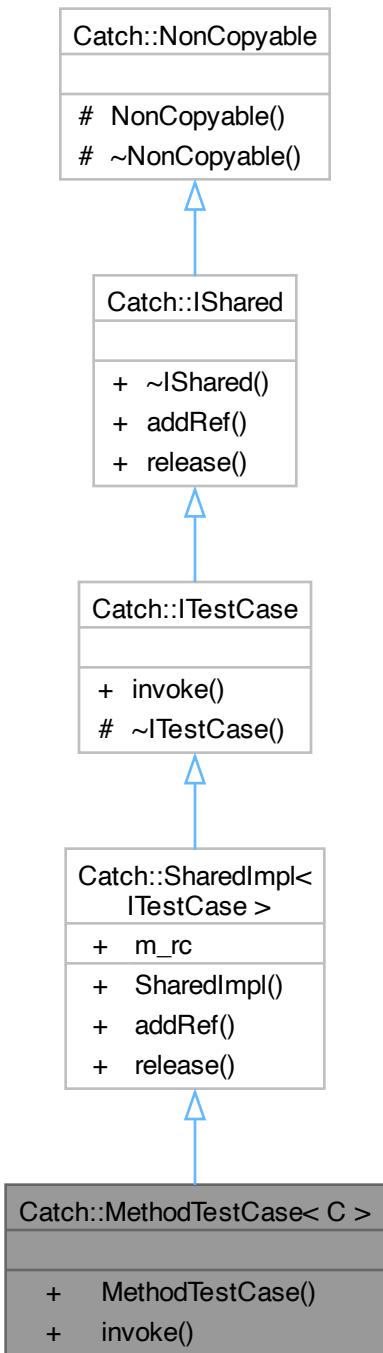 Catch::NonCopyable
# NonCopyable()
# ~NonCopyable()
Catch::IShared
+ ~IShared()
+ addRef()
+ release()
Catch::ITestCase
+ invoke()
# ~ITestCase()
Catch::SharedImpl<
ITestCase >
+ m_rc
+ SharedImpl()
+ addRef()
+ release()
Catch::MethodTestCase< C >
+ MethodTestCase()
+ invoke()